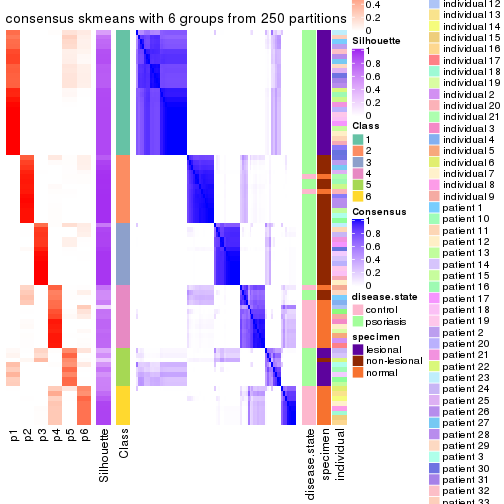 consensus skmeans with 6 groups from 250 partitions
p1
p2
p3
p4
p5
p6
Silhouette
Class
disease.state
specimen
individual
0.4
0.2
0
Silhouette
1
0.8
0.6
0.4
0.2
0
Class
1
2
3
4
5
6
Consensus
1
0.8
0.6
0.4
0.2
0
disease.state
control
psoriasis
specimen
lesional
non-lesional
normal
individual 12
individual 13
individual 14
individual 15
individual 16
individual 17
individual 18
individual 19
individual 2
individual 20
individual 21
individual 3
individual 4
individual 5
individual 6
individual 7
individual 8
individual 9
patient 1
patient 10
patient 11
patient 12
patient 13
patient 14
patient 15
patient 16
patient 17
patient 18
patient 19
patient 2
patient 20
patient 21
patient 22
patient 23
patient 24
patient 25
patient 26
patient 27
patient 28
patient 29
patient 3
patient 30
patient 31
patient 32
patient 33